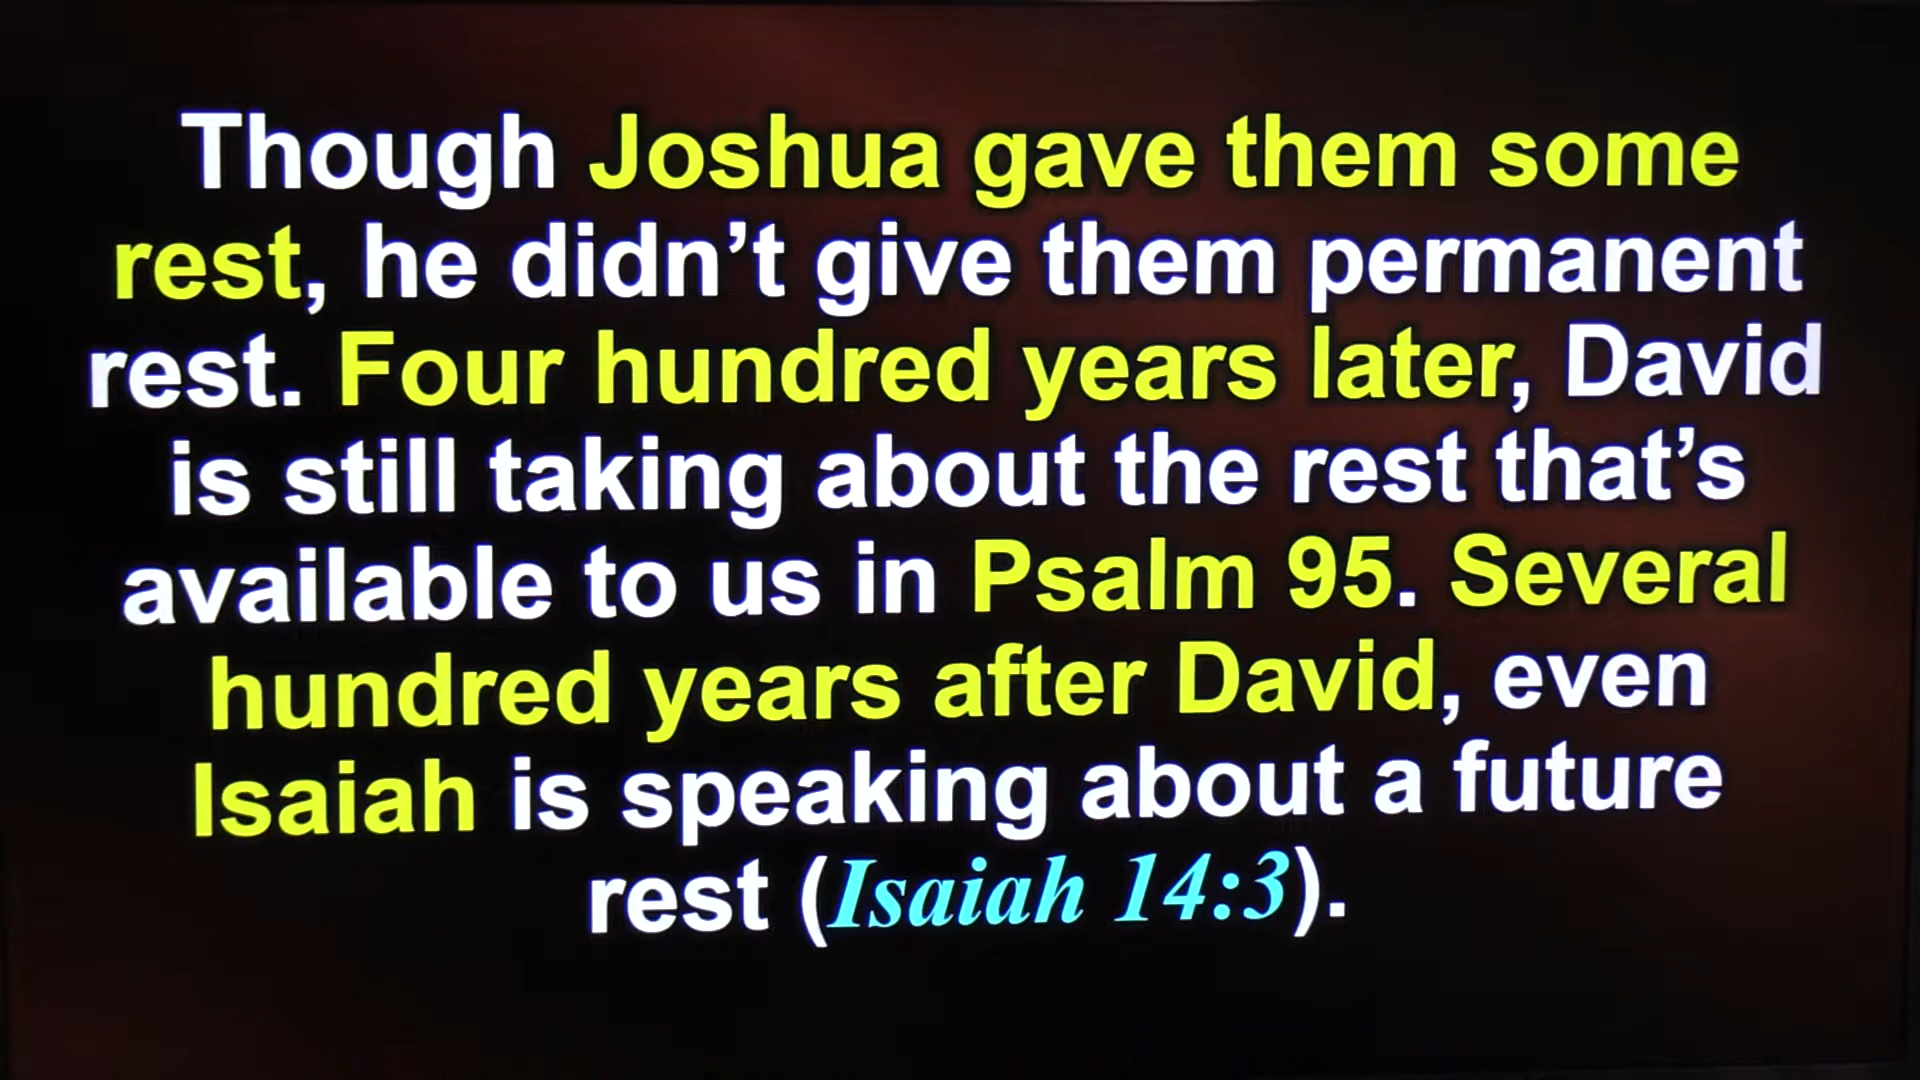 Though Joshua gave them some
rest, he didn’t give them permanent
rest. Four hundred years later, David
is still taking about the rest that’s
available to us in Psalm 95. Several
hundred years after David, even
Isaiah is speaking about a future
rest (Isaiah 14:3).